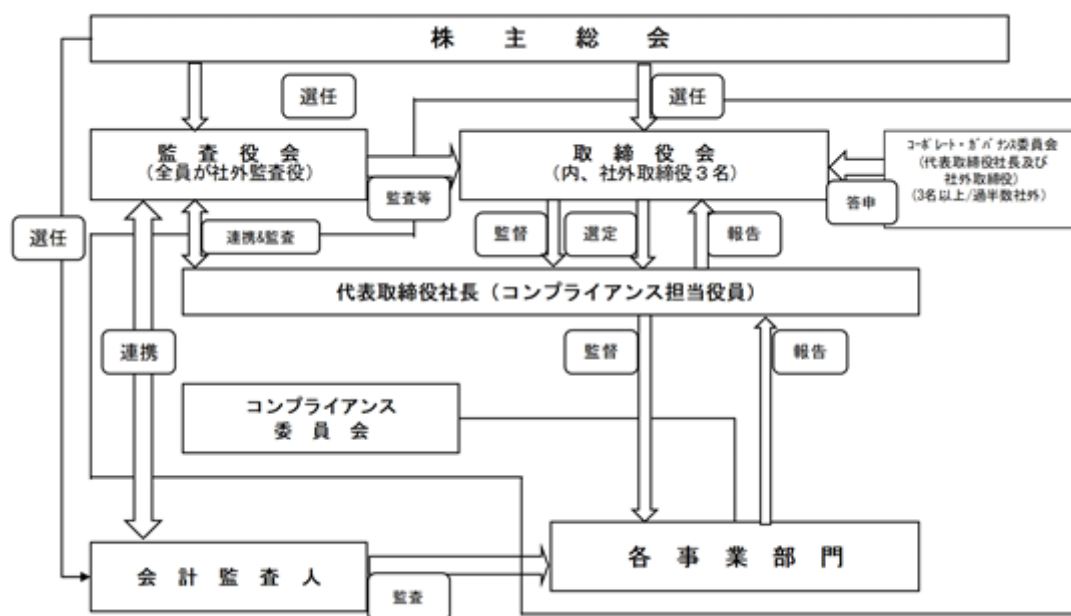 株主総会
選任
選任
監査役会
(全員が社外監査役)
取締役会
(内、社外取締役3名)
コーポレート・ガバナンス委員会
(代表取締役社長及び
社外取締役)
(3名以上/過半数社外)
監査等
答申
選任
連携&監査
監督
選定
報告
代表取締役社長(コンプライアンス担当役員)
連携
監督
報告
コンプライアンス
委員会
各事業部門
会計監査人
監査